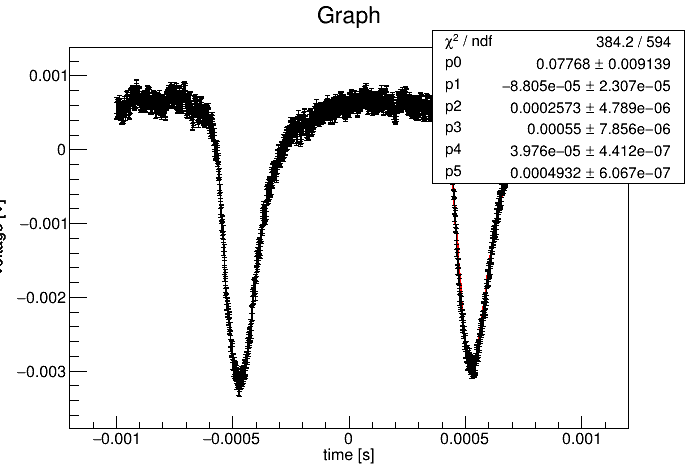 Graph
χ² / ndf 384.2 / 594
p0 0.07768 ± 0.009139
p1 −8.805e−05 ± 2.307e−05
p2 0.0002573 ± 4.789e−06
p3 0.00055 ± 7.856e−06
p4 3.976e−05 ± 4.412e−07
p5 0.0004932 ± 6.067e−07
0.001
0
−0.001
−0.002
−0.003
−0.001 −0.0005 0 0.0005 0.001
time [s]